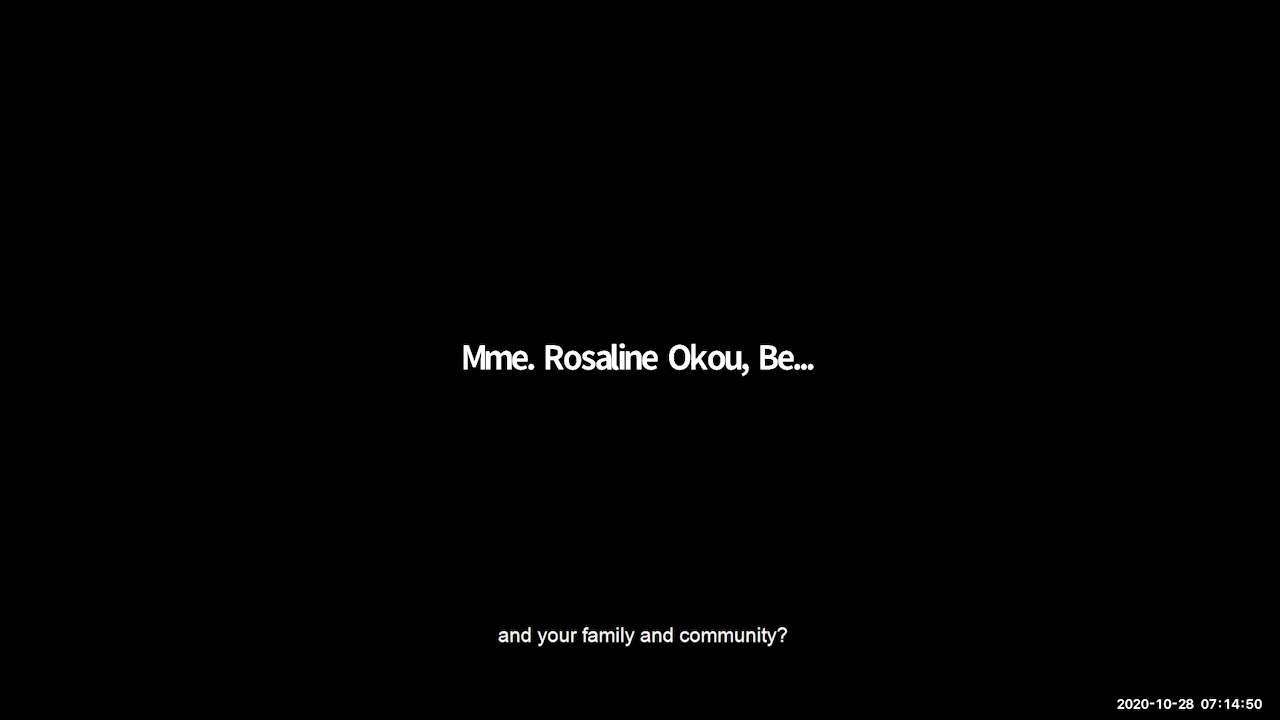 Mme. Rosaline Okou, Be...
and your family and community?
2020-10-28 07:14:50